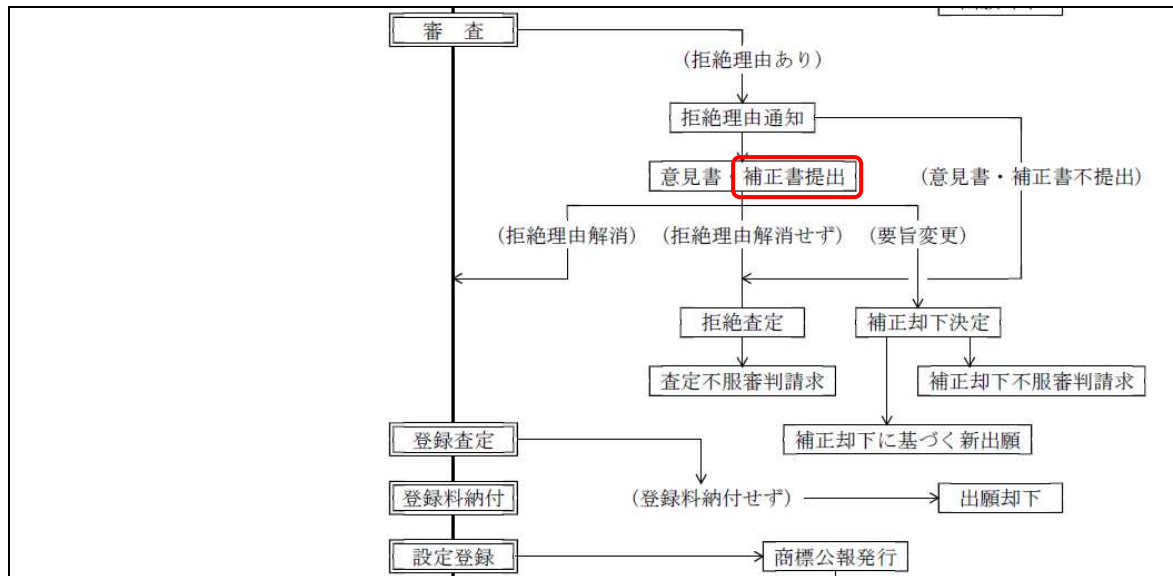 審　査
(拒絶理由あり)
拒絶理由通知
意見書・補正書提出
(意見書・補正書不提出)
(拒絶理由解消)
(拒絶理由解消せず)
(要旨変更)
拒絶査定
補正却下決定
査定不服審判請求
補正却下不服審判請求
登録査定
補正却下に基づく新出願
登録料納付
(登録料納付せず)
出願却下
設定登録
商標公報発行